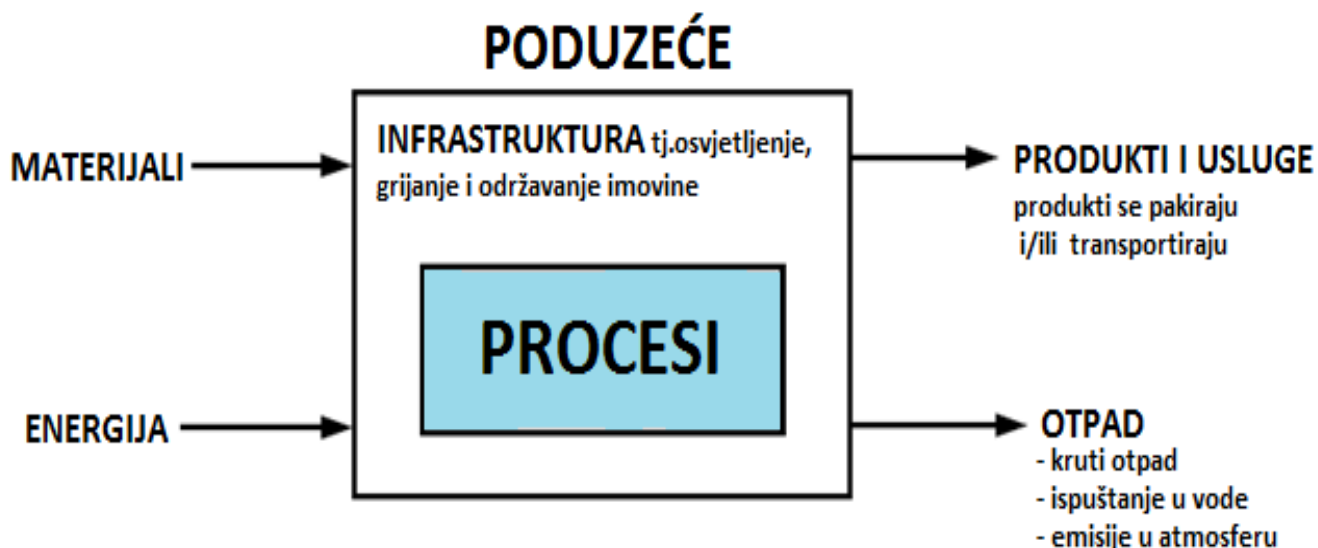 PODUZEĆE
INFRASTRUKTURA tj.osvjetljenje,
grijanje i održavanje imovine
MATERIJALI
PRODUKTI I USLUGE
produkti se pakiraju
i/ili transportiraju
PROCESI
ENERGIJA
OTPAD
- kruti otpad
- ispuštanje u vode
- emisije u atmosferu